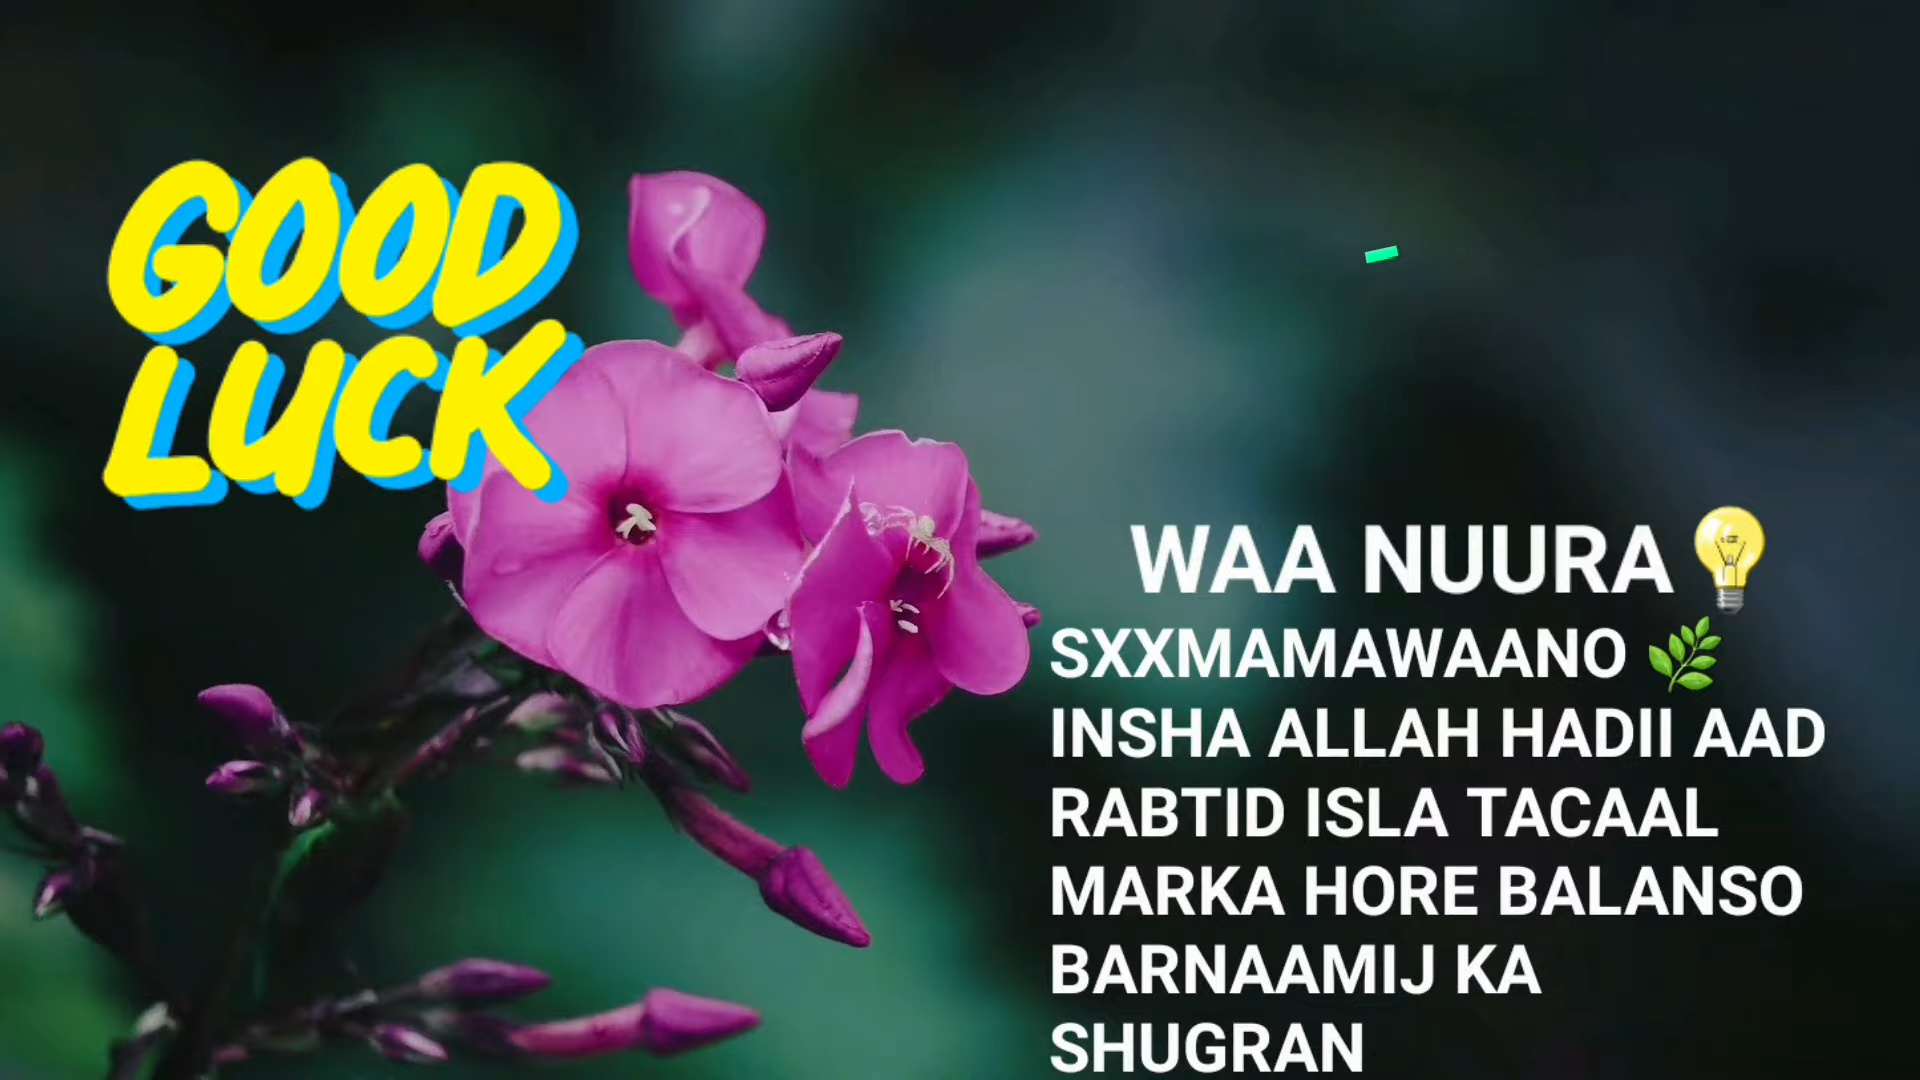 GOOD
LUCK
WAA NUURA💡
SXXMAMAWAANO 🌿
INSHA ALLAH HADII AAD
RABTID ISLA TACAAL
MARKA HORE BALANSO
BARNAAMIJ KA
SHUGRAN